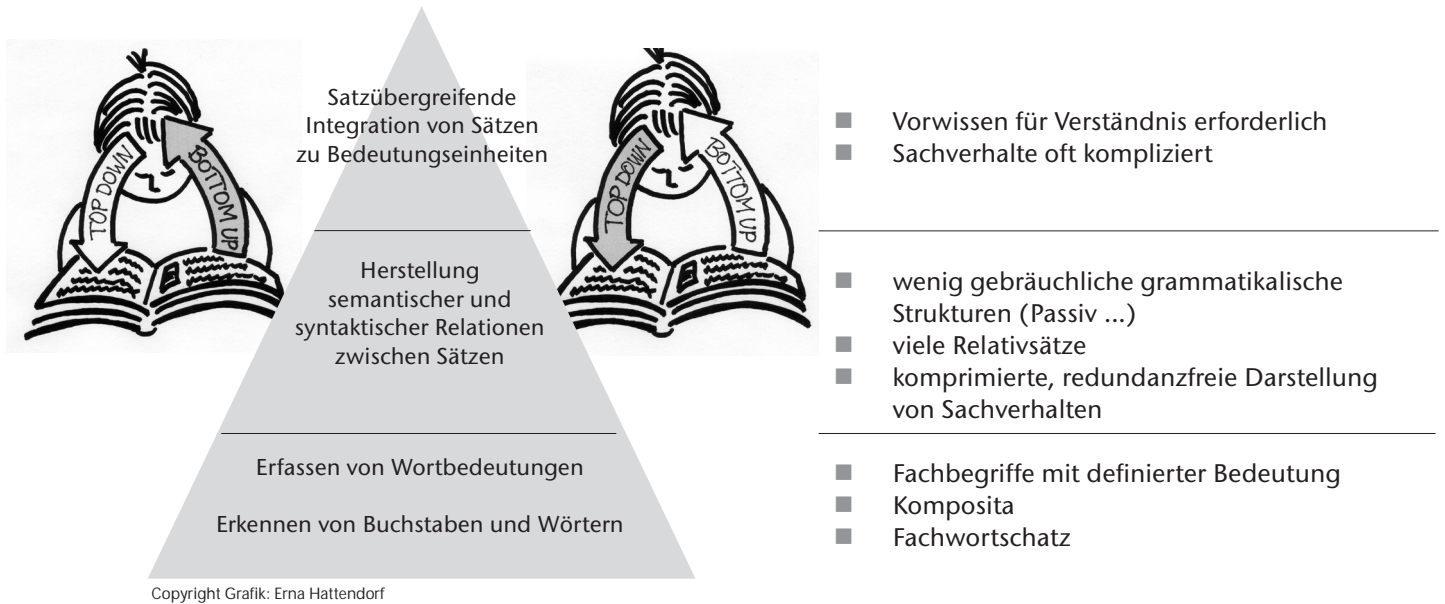 TOP DOWN
BOTTOM UP
Satzübergreifende
Integration von Sätzen
zu Bedeutungseinheiten
TOP DOWN
BOTTOM UP
Vorwissen für Verständnis erforderlich
Sachverhalte oft kompliziert
Herstellung
semantischer und
syntaktischer Relationen
zwischen Sätzen
wenig gebräuchliche grammatikalische
Strukturen (Passiv ...)
viele Relativsätze
komprimierte, redundanzfreie Darstellung
von Sachverhalten
Erfassen von Wortbedeutungen
Erkennen von Buchstaben und Wörtern
Fachbegriffe mit definierter Bedeutung
Komposita
Fachwortschatz
Copyright Grafik: Erna Hattendorf